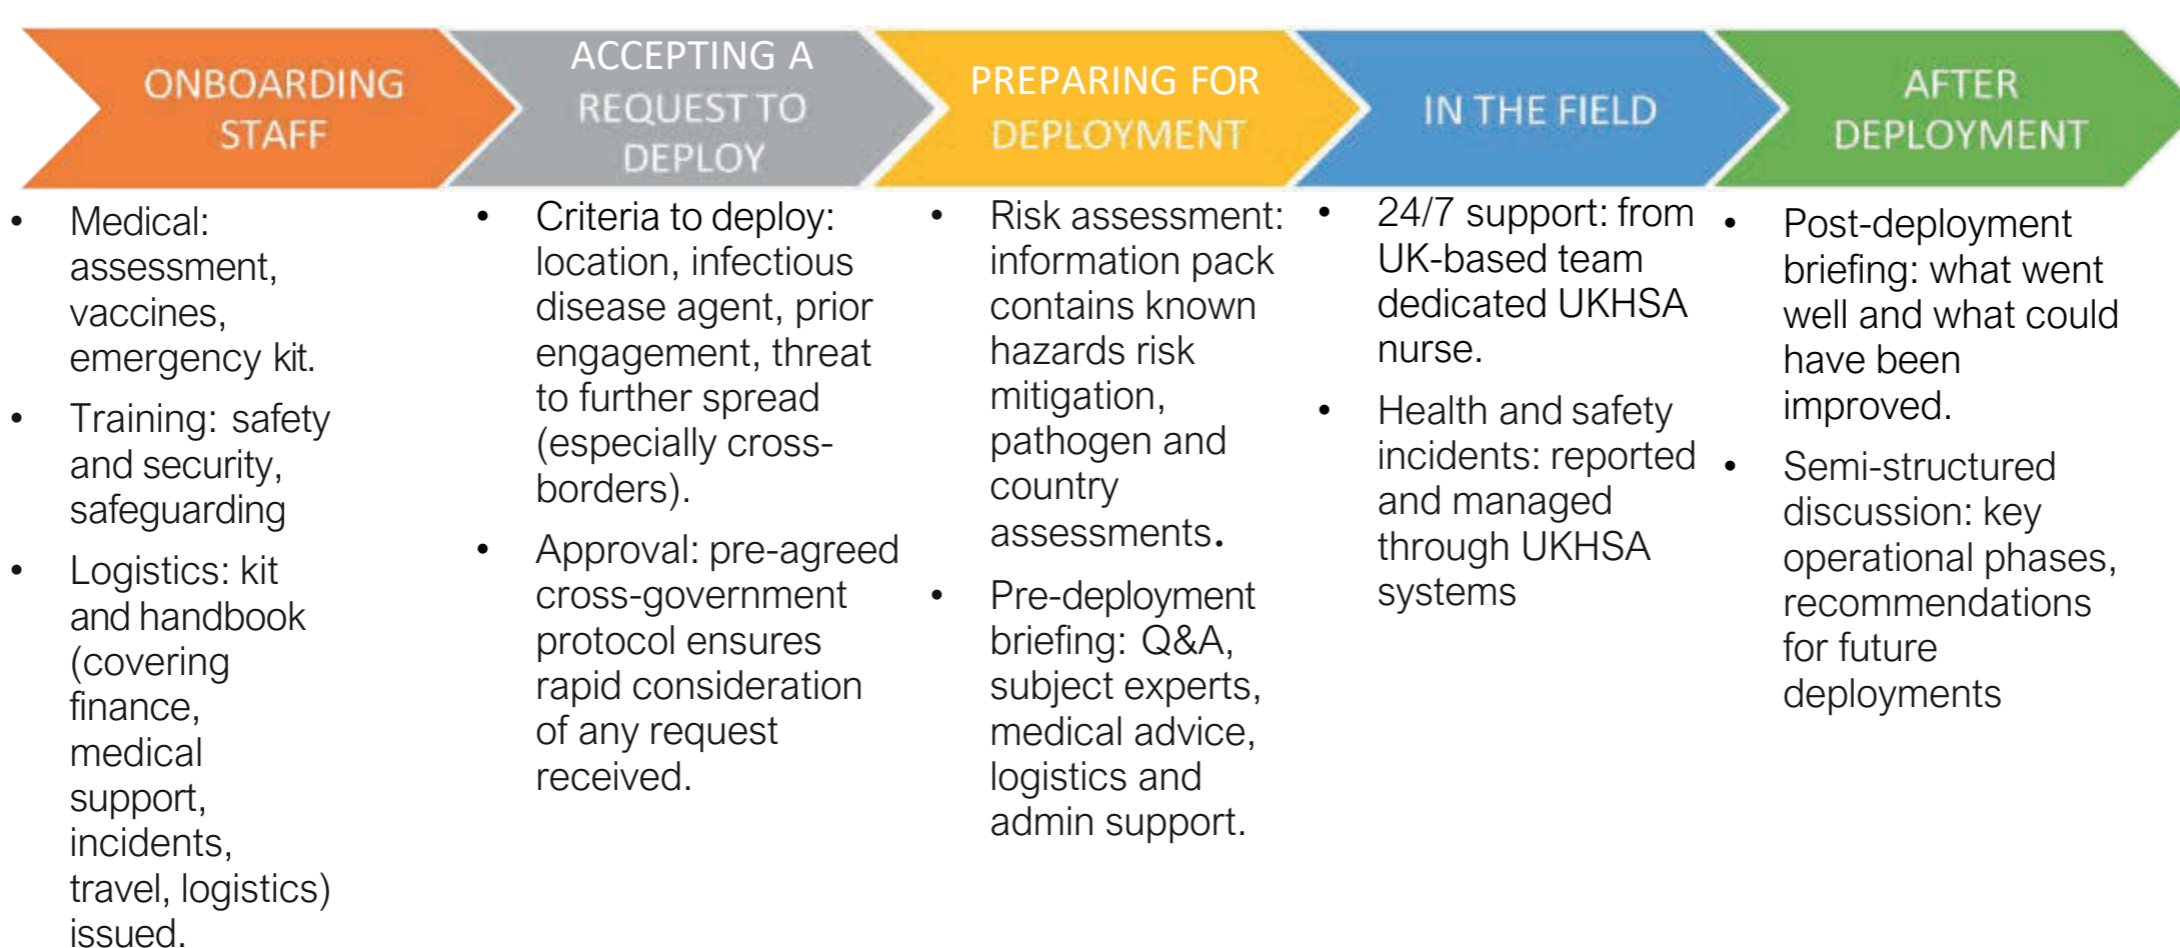 ONBOARDING
STAFF
ACCEPTING A
REQUEST TO
DEPLOY
PREPARING FOR
DEPLOYMENT
IN THE FIELD
AFTER
DEPLOYMENT
• Medical:
assessment,
vaccines,
emergency kit.
• Training: safety
and security,
safeguarding
• Logistics: kit
and handbook
(covering
finance,
medical
support,
incidents,
travel, logistics)
issued.
• Criteria to deploy:
location, infectious
disease agent, prior
engagement, threat
to further spread
(especially cross-
borders).
• Approval: pre-agreed
cross-government
protocol ensures
rapid consideration
of any request
received.
• Risk assessment:
information pack
contains known
hazards risk
mitigation,
pathogen and
country
assessments.
• Pre-deployment
briefing: Q&A,
subject experts,
medical advice,
logistics and
admin support.
• 24/7 support: from
UK-based team
dedicated UKHSA
nurse.
• Health and safety
incidents: reported
and managed
through UKHSA
systems
• Post-deployment
briefing: what went
well and what could
have been
improved.
• Semi-structured
discussion: key
operational phases,
recommendations
for future
deployments